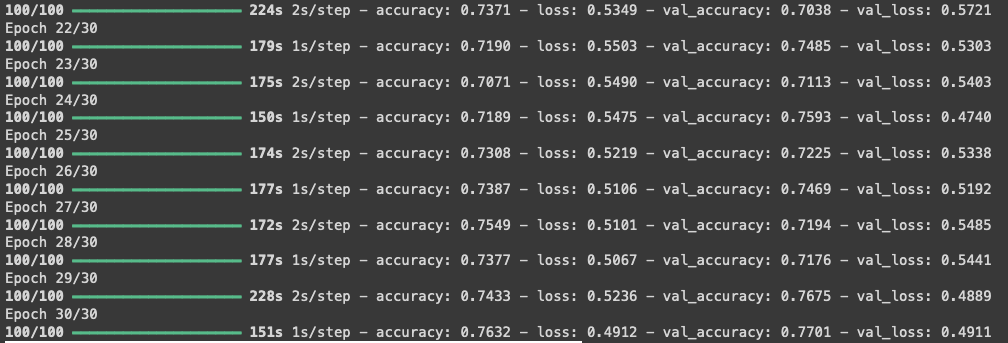 100/100 ━━━━━━━━━━━━━━━━━━━━ 224s 2s/step - accuracy: 0.7371 - loss: 0.5349 - val_accuracy: 0.7038 - val_loss: 0.5721
Epoch 22/30
100/100 ━━━━━━━━━━━━━━━━━━━━ 179s 1s/step - accuracy: 0.7190 - loss: 0.5503 - val_accuracy: 0.7485 - val_loss: 0.5303
Epoch 23/30
100/100 ━━━━━━━━━━━━━━━━━━━━ 175s 2s/step - accuracy: 0.7071 - loss: 0.5490 - val_accuracy: 0.7113 - val_loss: 0.5403
Epoch 24/30
100/100 ━━━━━━━━━━━━━━━━━━━━ 150s 1s/step - accuracy: 0.7189 - loss: 0.5475 - val_accuracy: 0.7593 - val_loss: 0.4740
Epoch 25/30
100/100 ━━━━━━━━━━━━━━━━━━━━ 174s 2s/step - accuracy: 0.7308 - loss: 0.5219 - val_accuracy: 0.7225 - val_loss: 0.5338
Epoch 26/30
100/100 ━━━━━━━━━━━━━━━━━━━━ 177s 1s/step - accuracy: 0.7387 - loss: 0.5106 - val_accuracy: 0.7469 - val_loss: 0.5192
Epoch 27/30
100/100 ━━━━━━━━━━━━━━━━━━━━ 172s 2s/step - accuracy: 0.7549 - loss: 0.5101 - val_accuracy: 0.7194 - val_loss: 0.5485
Epoch 28/30
100/100 ━━━━━━━━━━━━━━━━━━━━ 177s 1s/step - accuracy: 0.7377 - loss: 0.5067 - val_accuracy: 0.7176 - val_loss: 0.5441
Epoch 29/30
100/100 ━━━━━━━━━━━━━━━━━━━━ 228s 2s/step - accuracy: 0.7433 - loss: 0.5236 - val_accuracy: 0.7675 - val_loss: 0.4889
Epoch 30/30
100/100 ━━━━━━━━━━━━━━━━━━━━ 151s 1s/step - accuracy: 0.7632 - loss: 0.4912 - val_accuracy: 0.7701 - val_loss: 0.4911